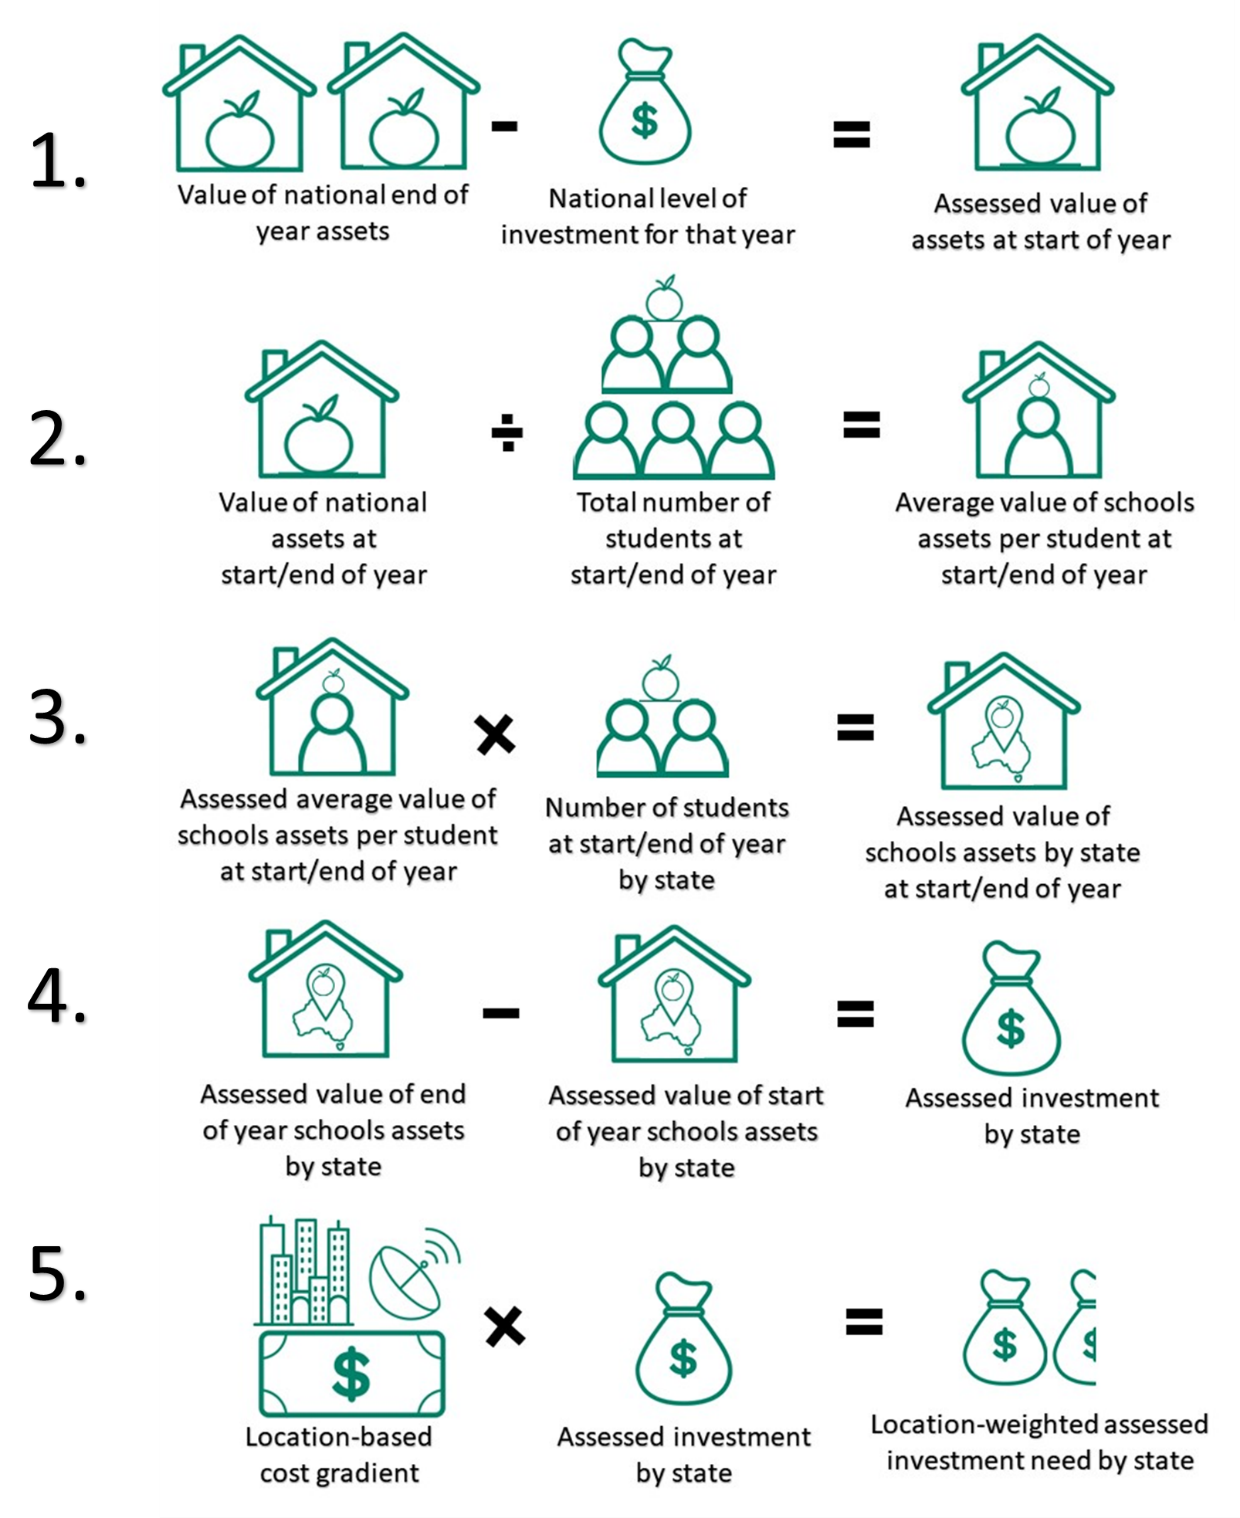 1.
-
=
$
Value of national end of
year assets
National level of
investment for that year
Assessed value of
assets at start of year
2.
÷
=
Value of national
assets at
start/end of year
Total number of
students at
start/end of year
Average value of schools
assets per student at
start/end of year
3.
×
=
Assessed average value of
schools assets per student
at start/end of year
Number of students
at start/end of year
by state
Assessed value of
schools assets by state
at start/end of year
4.
–
=
$
Assessed value of end
of year schools assets
by state
Assessed value of start
of year schools assets
by state
Assessed investment
by state
5.
$
×
$
=
$
$
Location-based
cost gradient
Assessed investment
by state
Location-weighted assessed
investment need by state